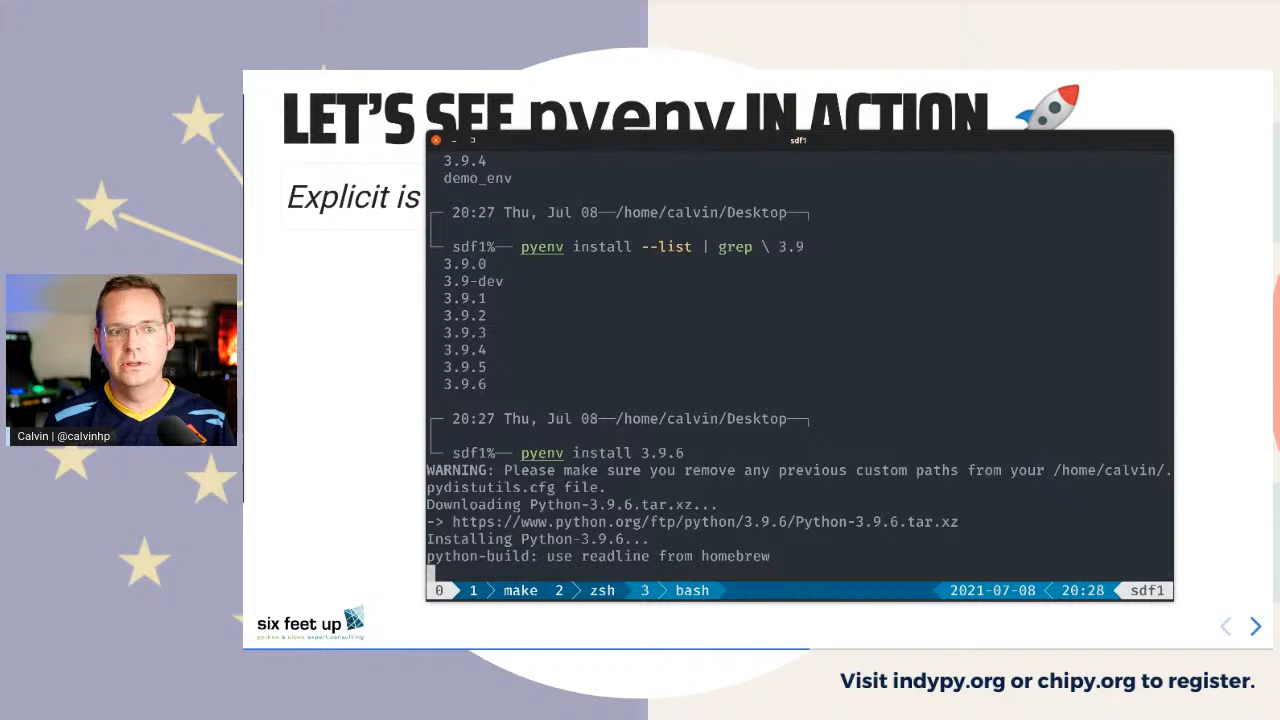 LET'S SEE pyenv IN ACTION
Explicit is
sdf1
3.9.4
demo_env
20:27 Thu, Jul 08──/home/calvin/Desktop
sdf1%── pyenv install --list | grep \ 3.9
3.9.0
3.9-dev
3.9.1
3.9.2
3.9.3
3.9.4
3.9.5
3.9.6
20:27 Thu, Jul 08──/home/calvin/Desktop
sdf1%── pyenv install 3.9.6
WARNING: Please make sure you remove any previous custom paths from your /home/calvin/.
pydistutils.cfg file.
Downloading Python-3.9.6.tar.xz...
-> https://www.python.org/ftp/python/3.9.6/Python-3.9.6.tar.xz
Installing Python-3.9.6...
python-build: use readline from homebrew
0 1 make 2 zsh 3 bash 2021-07-08 20:28 sdf1
Calvin | @calvinhp
six feet up
python & cloud expert consulting
Visit indypy.org or chipy.org to register.